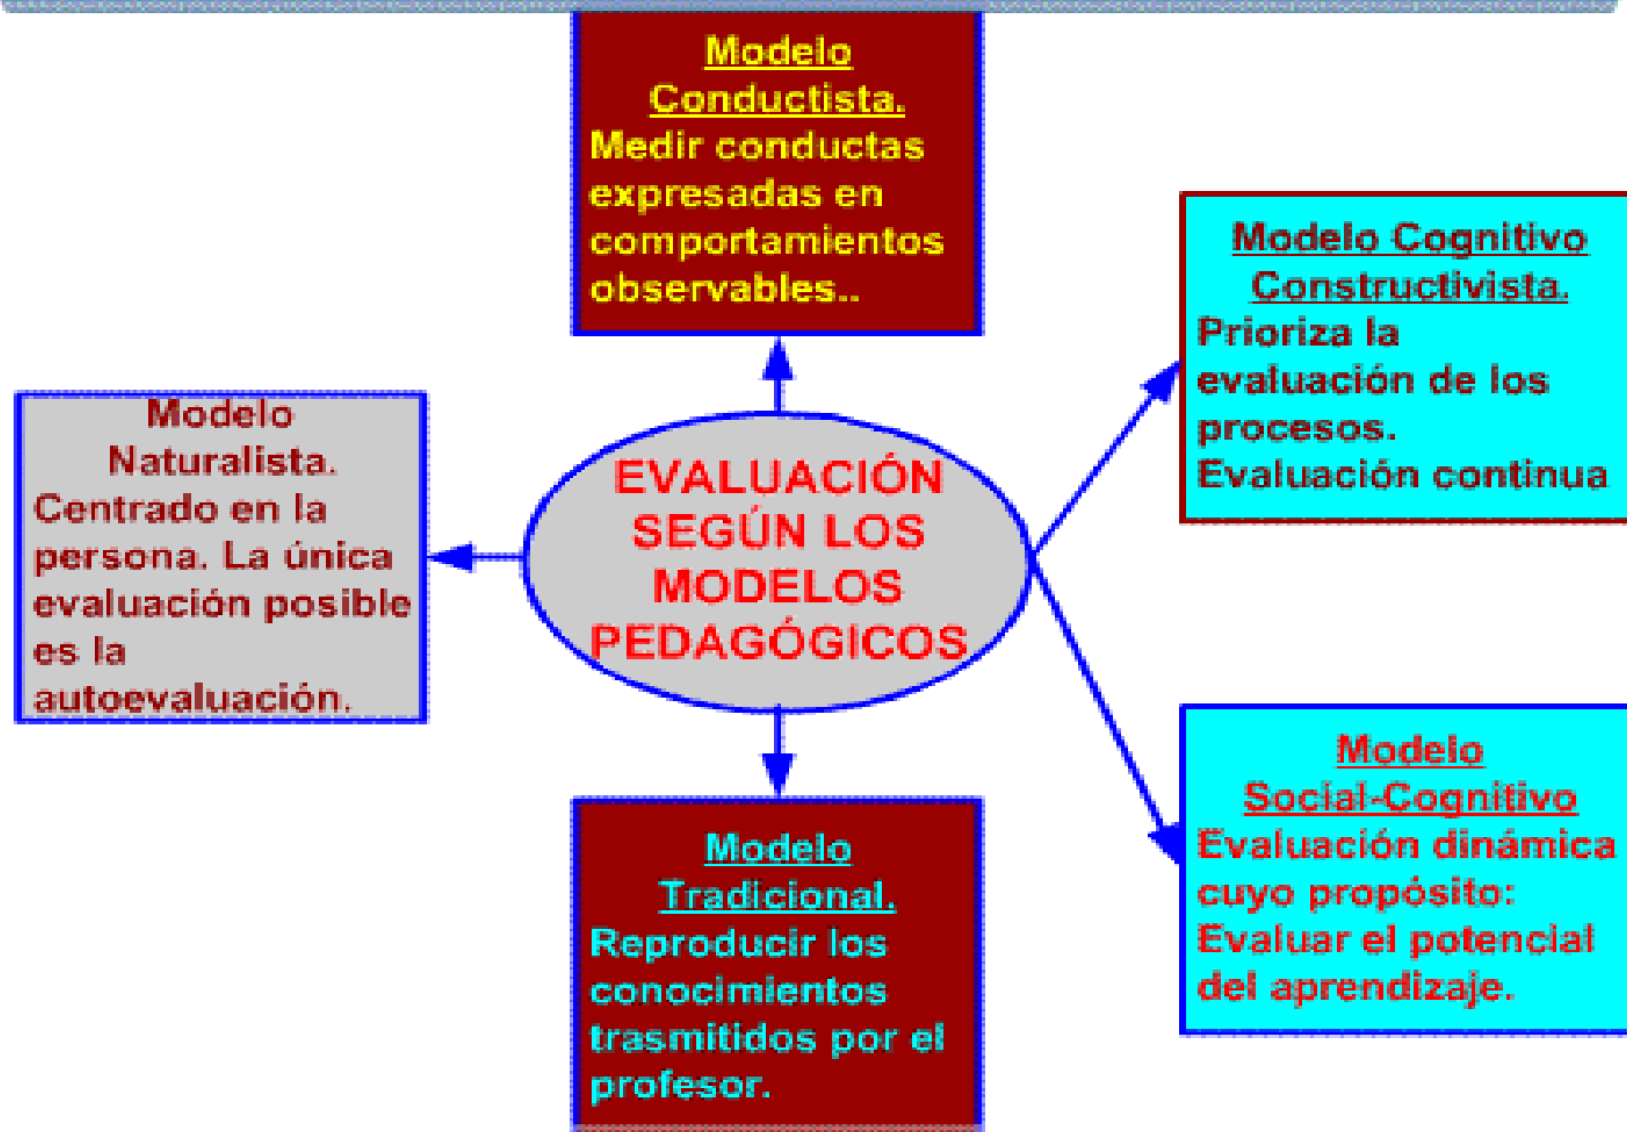 Modelo
Conductista.
Medir conductas
expresadas en
comportamientos
observables..
Modelo Cognitivo
Constructivista.
Prioriza la
evaluación de los
procesos.
Evaluación continua
Modelo
Naturalista.
Centrado en la
persona. La única
evaluación posible
es la
autoevaluación.
EVALUACIÓN
SEGÚN LOS
MODELOS
PEDAGÓGICOS
Modelo
Social-Cognitivo
Evaluación dinámica
cuyo propósito:
Evaluar el potencial
del aprendizaje.
Modelo
Tradicional.
Reproducir los
conocimientos
trasmitidos por el
profesor.